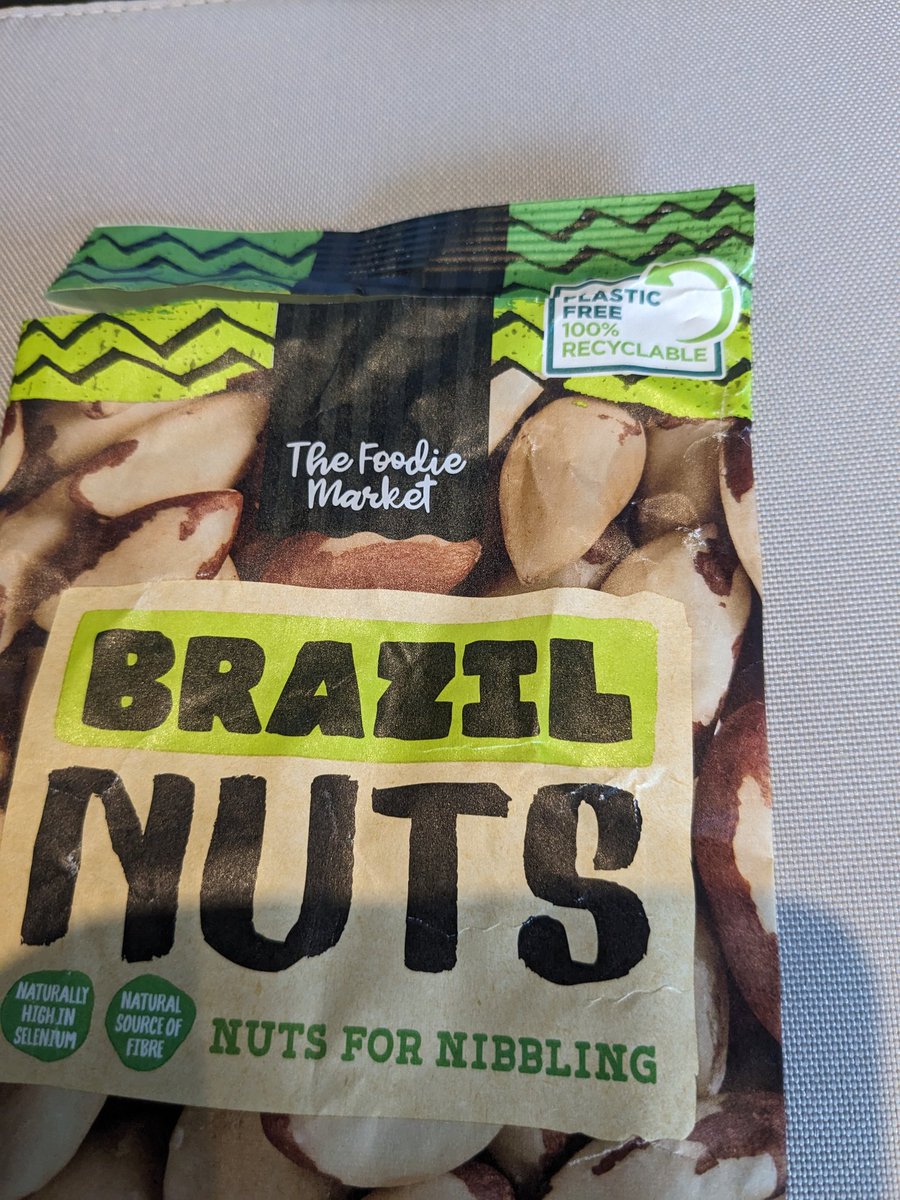 PLASTIC
FREE
100%
RECYCLABLE
The Foodie
Market
BRAZIL
NUTS
NATURALLY
HIGH IN
SELENIUM
NATURAL
SOURCE OF
FIBRE
NUTS FOR NIBBLING